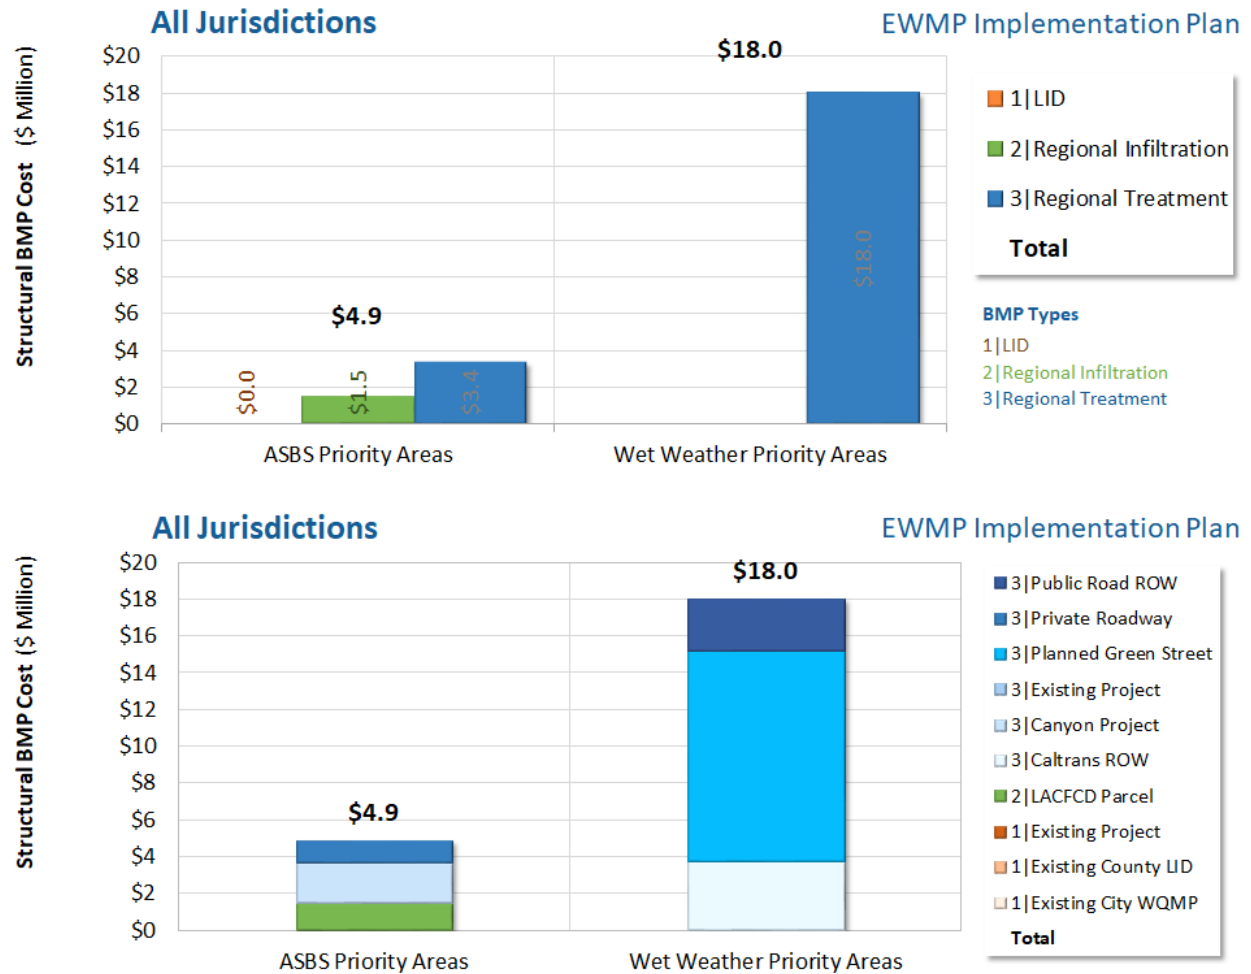 All Jurisdictions
EWMP Implementation Plan
Structural BMP Cost ($ Million)
$20
$18
$16
$14
$12
$10
$8
$6
$4
$2
$0
$18.0
$4.9
$0.0
$1.5
$3.4
$18.0
ASBS Priority Areas
Wet Weather Priority Areas
1|LID
2|Regional Infiltration
3|Regional Treatment
Total
BMP Types
1|LID
2|Regional Infiltration
3|Regional Treatment
All Jurisdictions
EWMP Implementation Plan
Structural BMP Cost ($ Million)
$20
$18
$16
$14
$12
$10
$8
$6
$4
$2
$0
$18.0
$4.9
ASBS Priority Areas
Wet Weather Priority Areas
3|Public Road ROW
3|Private Roadway
3|Planned Green Street
3|Existing Project
3|Canyon Project
3|Caltrans ROW
2|LACFCD Parcel
1|Existing Project
1|Existing County LID
1|Existing City WQMP
Total